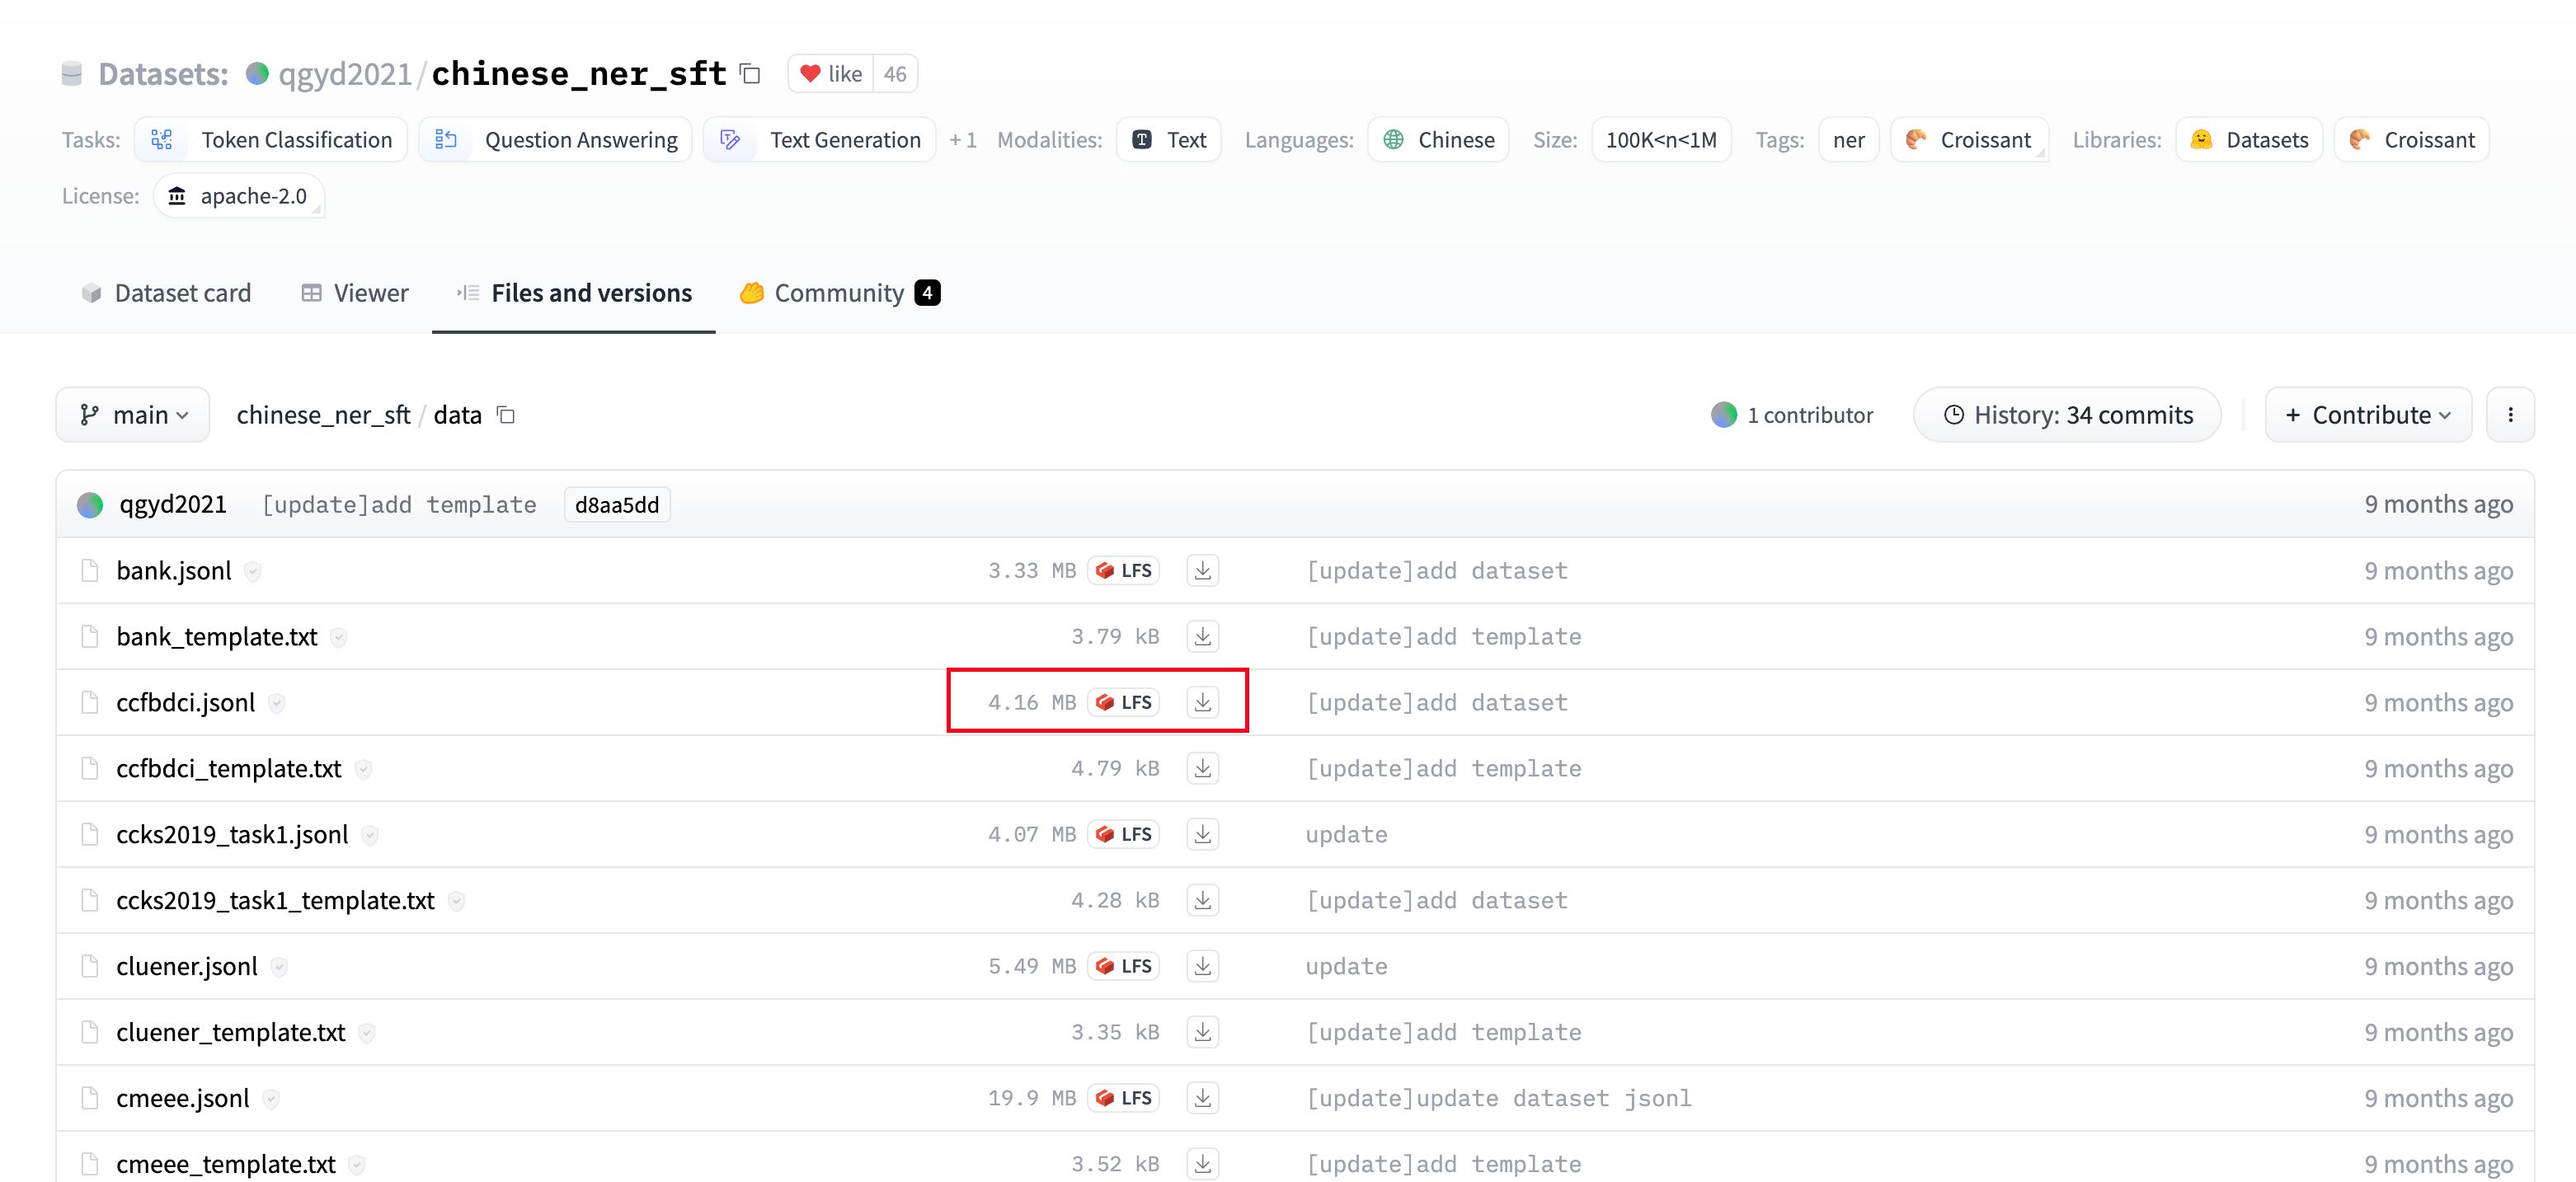 Datasets: qgyd2021/chinese_ner_sft like 46
Tasks: Token Classification Question Answering Text Generation +1 Modalities: Text Languages: Chinese Size: 100K<n<1M Tags: ner Croissant Libraries: Datasets Croissant
License: apache-2.0
Dataset card Viewer Files and versions Community 4
main chinese_ner_sft / data 1 contributor History: 34 commits + Contribute
qgyd2021 [update]add template d8aa5dd 9 months ago
bank.jsonl 3.33 MB LFS [update]add dataset 9 months ago
bank_template.txt 3.79 kB [update]add template 9 months ago
ccfbdci.jsonl 4.16 MB LFS [update]add dataset 9 months ago
ccfbdci_template.txt 4.79 kB [update]add template 9 months ago
ccks2019_task1.jsonl 4.07 MB LFS update 9 months ago
ccks2019_task1_template.txt 4.28 kB [update]add dataset 9 months ago
cluener.jsonl 5.49 MB LFS update 9 months ago
cluener_template.txt 3.35 kB [update]add template 9 months ago
cmeee.jsonl 19.9 MB LFS [update]update dataset jsonl 9 months ago
cmeee_template.txt 3.52 kB [update]add template 9 months ago